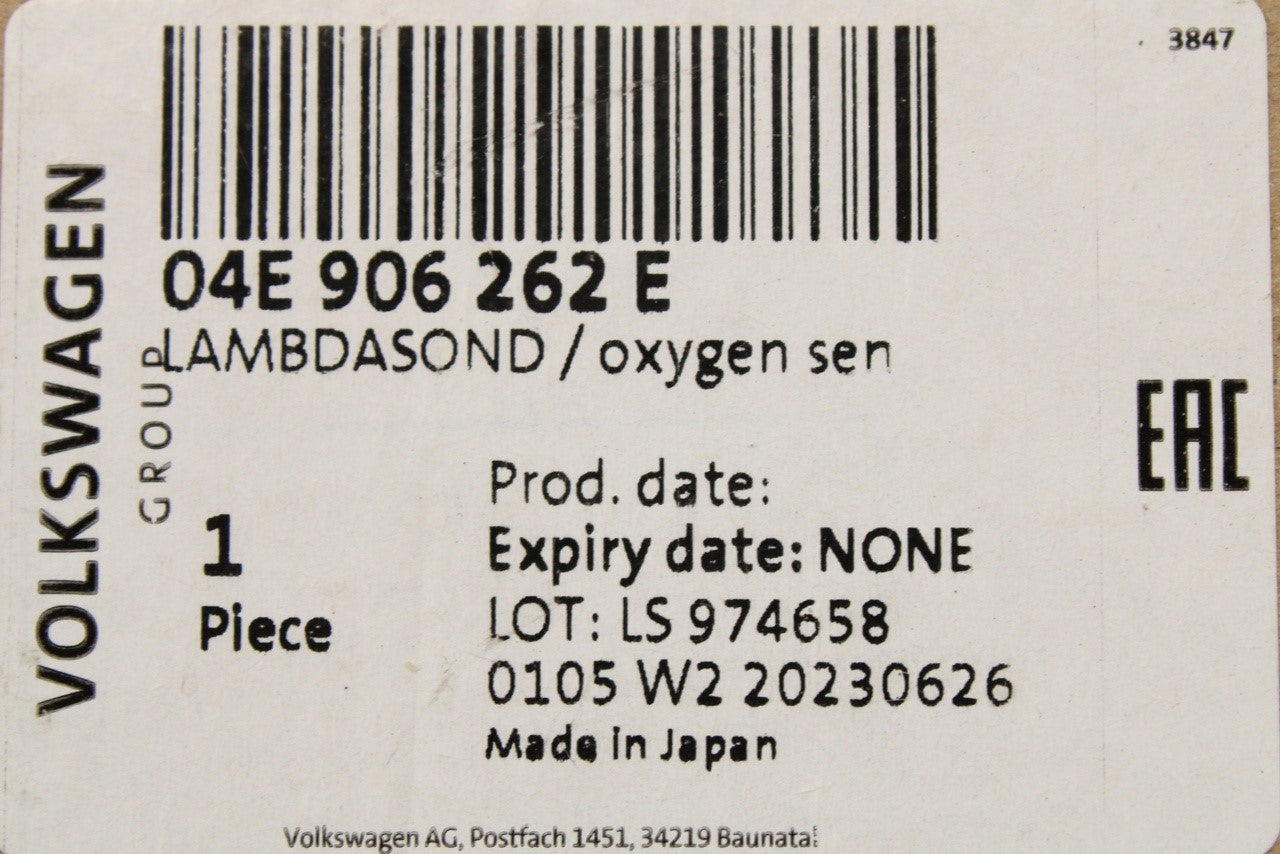 3847
VOLKSWAGEN
GROUP
04E 906 262 E
LAMBDASOND / oxygen sen
EAC
1
Piece
Prod. date:
Expiry date: NONE
LOT: LS 974658
0105 W2 20230626
Made in Japan
Volkswagen AG, Postfach 1451, 34219 Baunatal